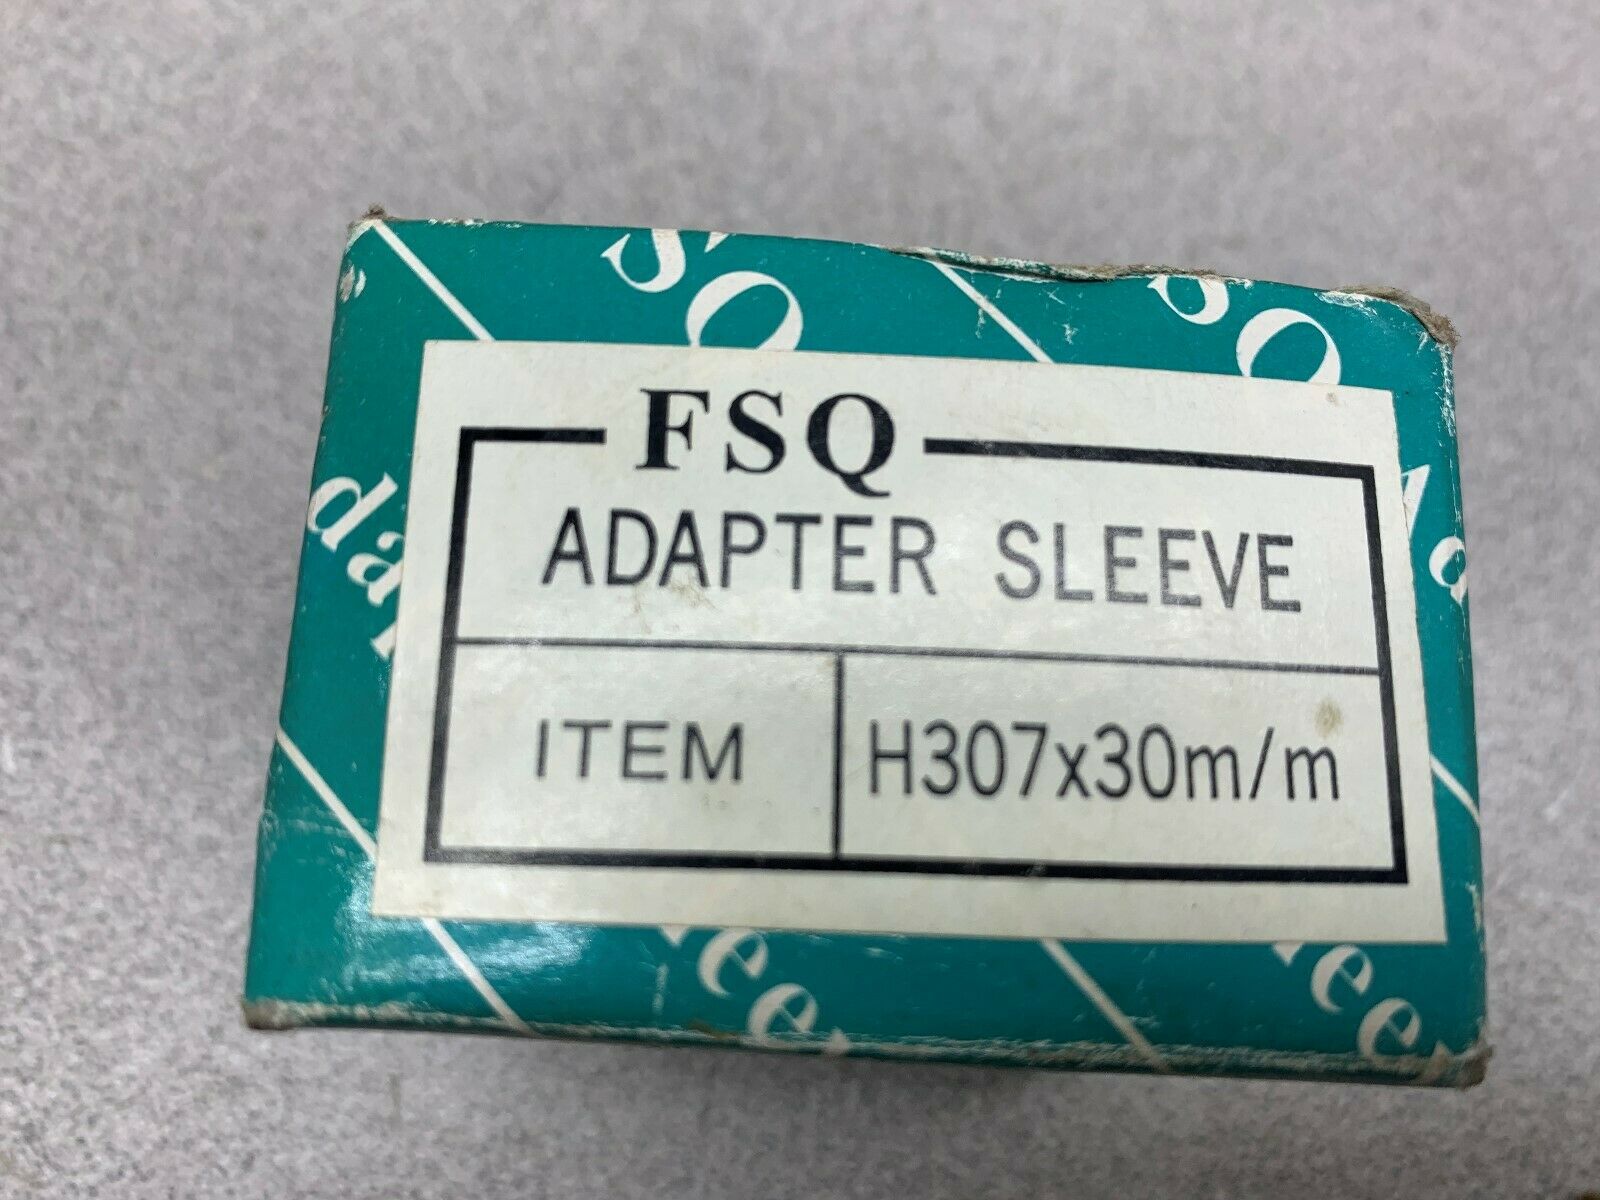 FSQ
ADAPTER SLEEVE
ITEM
H307x30m/m